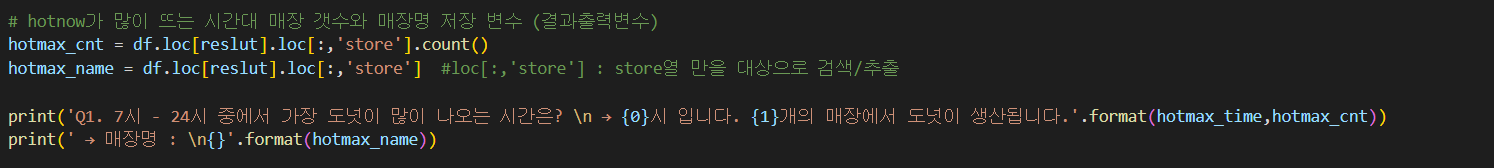 # hotnow가 많이 뜨는 시간대 매장 갯수와 매장명 저장 변수 (결과출력변수)
hotmax_cnt = df.loc[reslut].loc[:,'store'].count()
hotmax_name = df.loc[reslut].loc[:,'store']  #loc[:,'store'] : store열 만을 대상으로 검색/추출
print('Q1. 7시 - 24시 중에서 가장 도넛이 많이 나오는 시간은? \n → {0}시 입니다. {1}개의 매장에서 도넛이 생산됩니다.'.format(hotmax_time,hotmax_cnt))
print(' → 매장명 : \n{}'.format(hotmax_name))